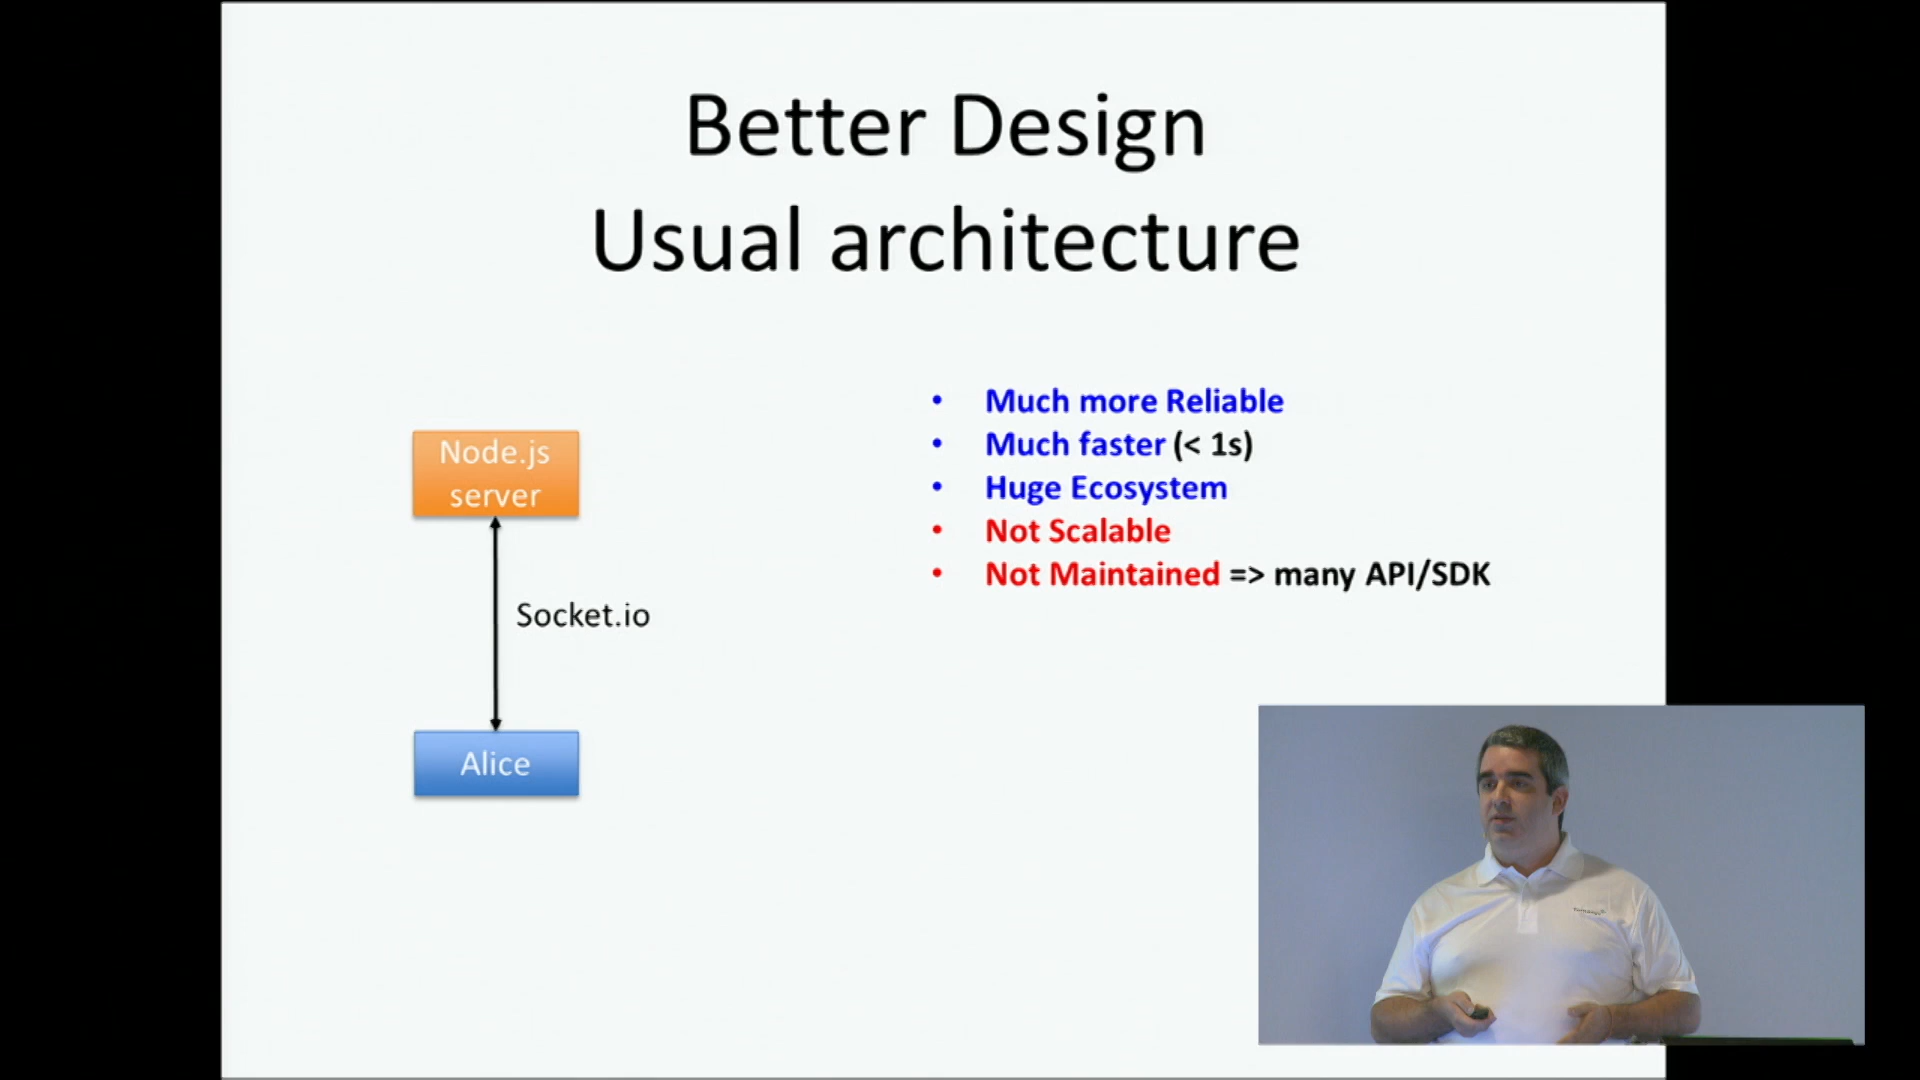 Better Design
Usual architecture
Node.js
server
Socket.io
Alice
• Much more Reliable
• Much faster (< 1s)
• Huge Ecosystem
• Not Scalable
• Not Maintained => many API/SDK